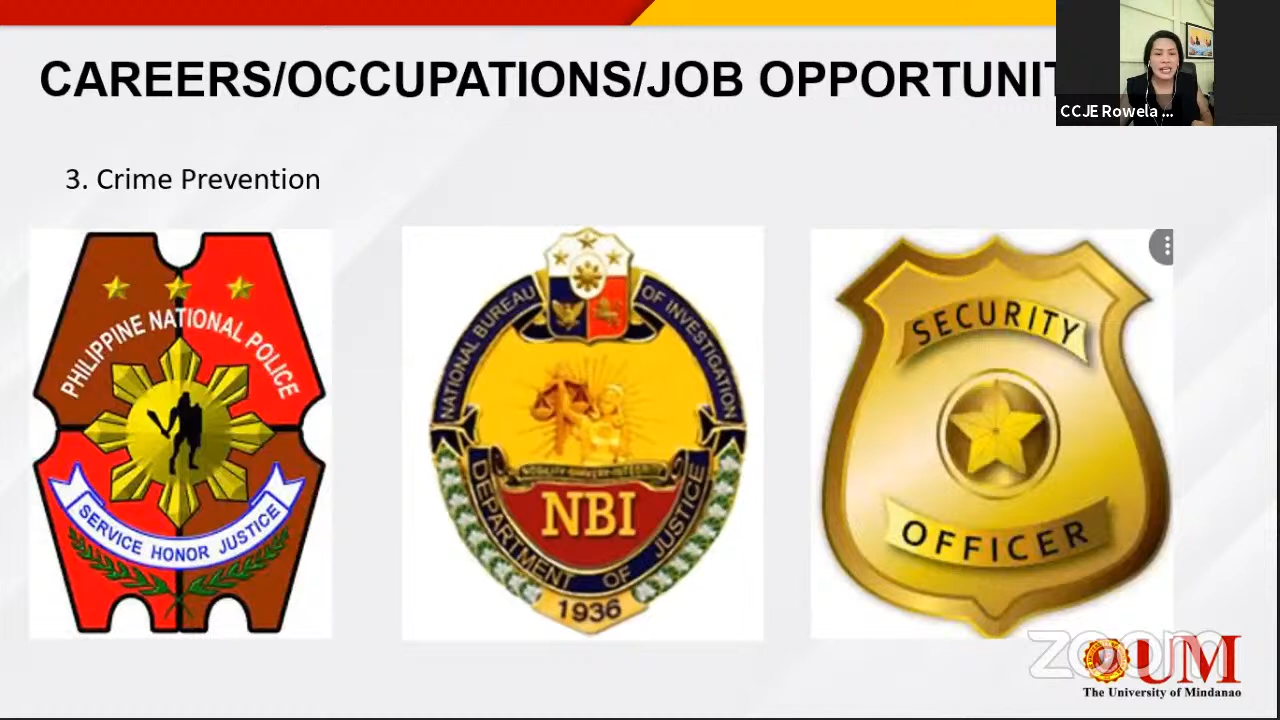 CAREERS/OCCUPATIONS/JOB OPPORTUNIT
CCJE Rowela ...
3. Crime Prevention
PHILIPPINE NATIONAL POLICE
SERVICE HONOR JUSTICE
NATIONAL BUREAU OF INVESTIGATION
NBI
DEPARTMENT OF JUSTICE
1936
SECURITY
OFFICER
zoom
UM
The University of Mindanao